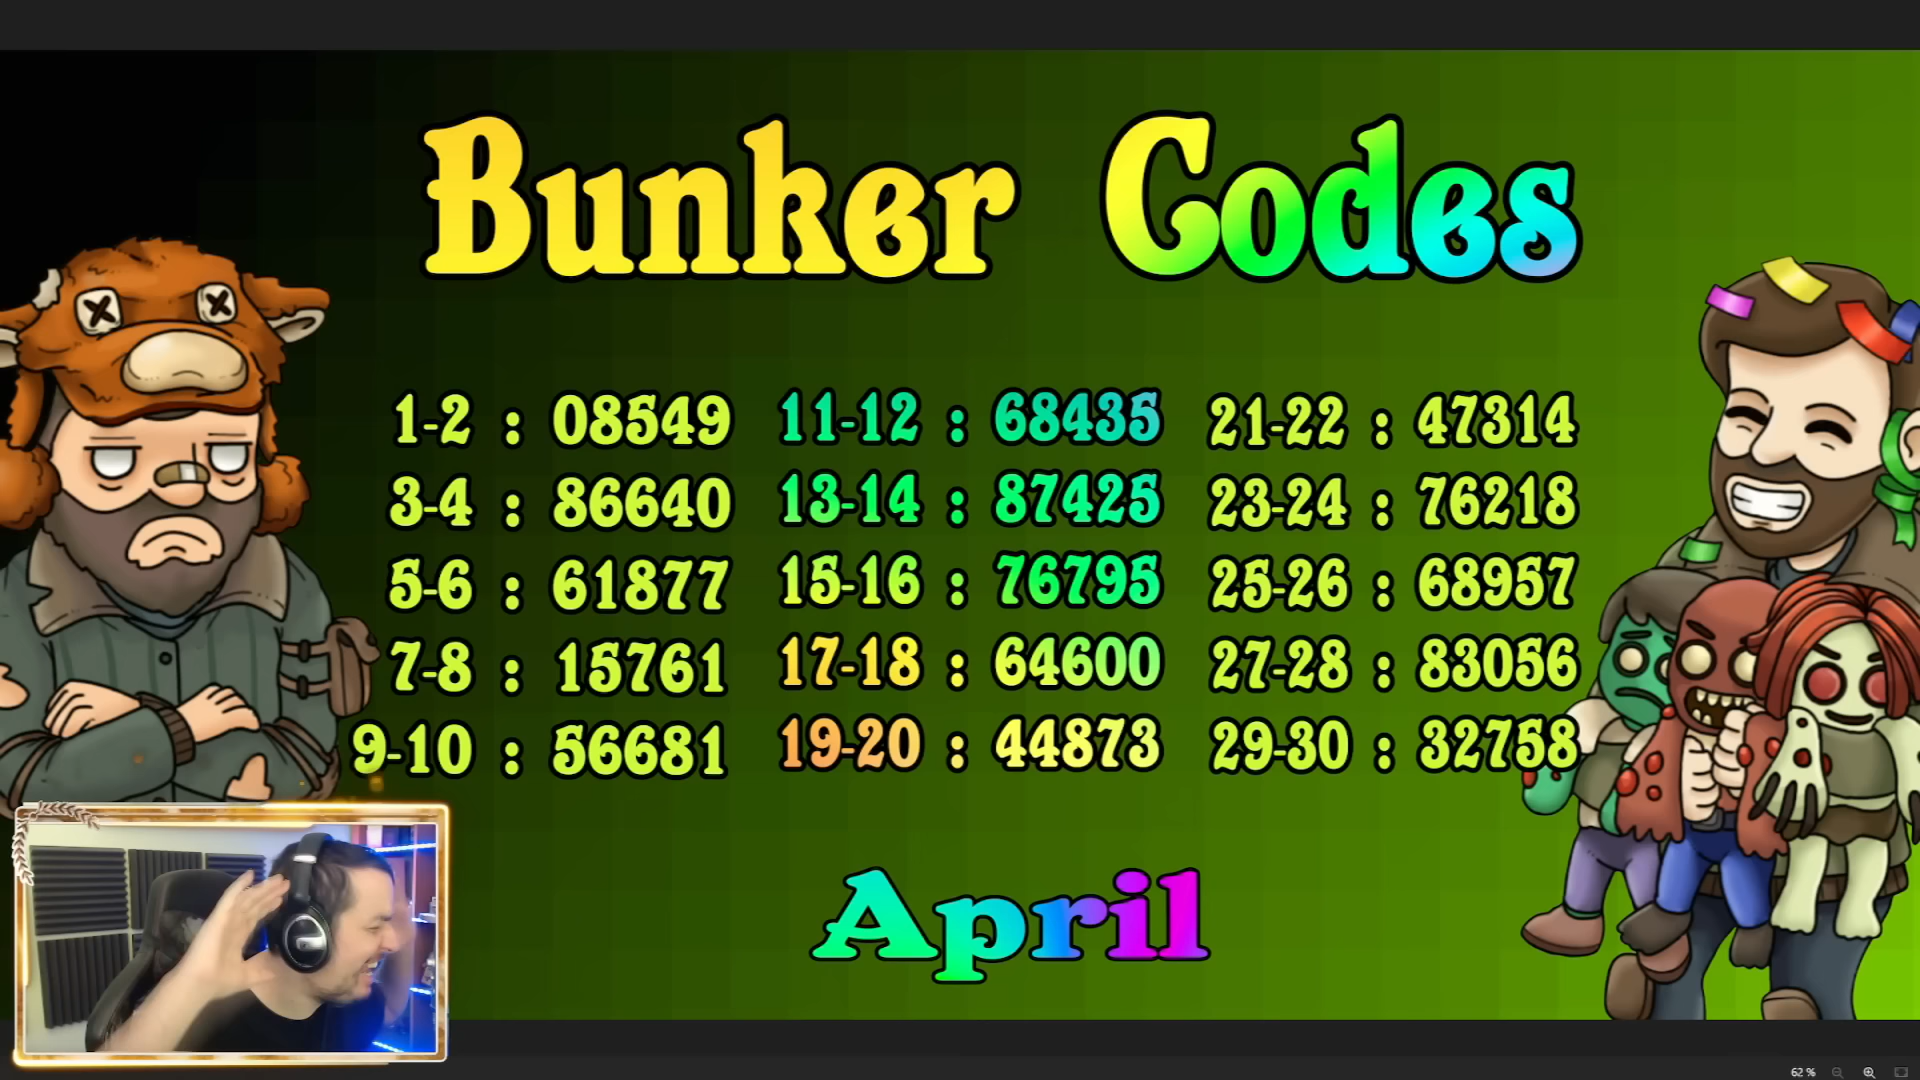 Bunker Codes
1-2 : 08549
3-4 : 86640
5-6 : 61877
7-8 : 15761
9-10 : 56681
11-12 : 68435
13-14 : 87425
15-16 : 76795
17-18 : 64600
19-20 : 44873
21-22 : 47314
23-24 : 76218
25-26 : 68957
27-28 : 83056
29-30 : 32758
April
62 %